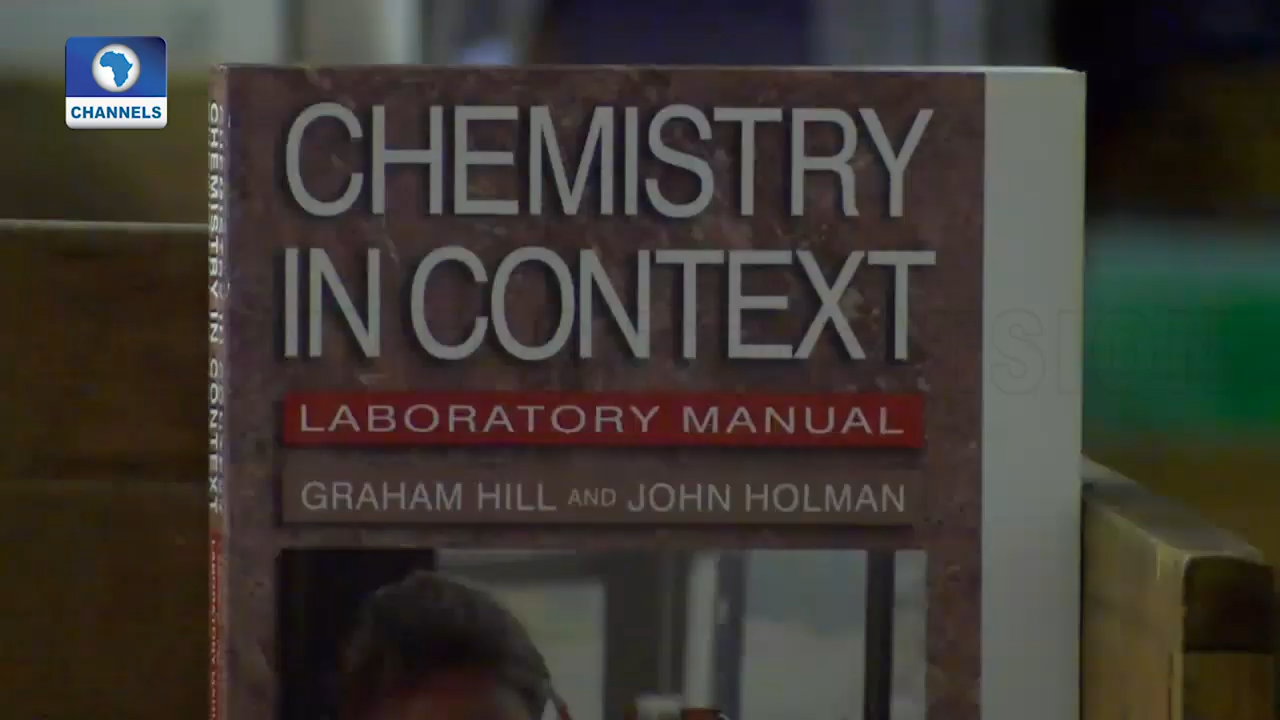 CHANNELS
CHEMISTRY
IN CONTEXT
LABORATORY MANUAL
GRAHAM HILL AND JOHN HOLMAN
CHEMISTRY IN CONTEXT